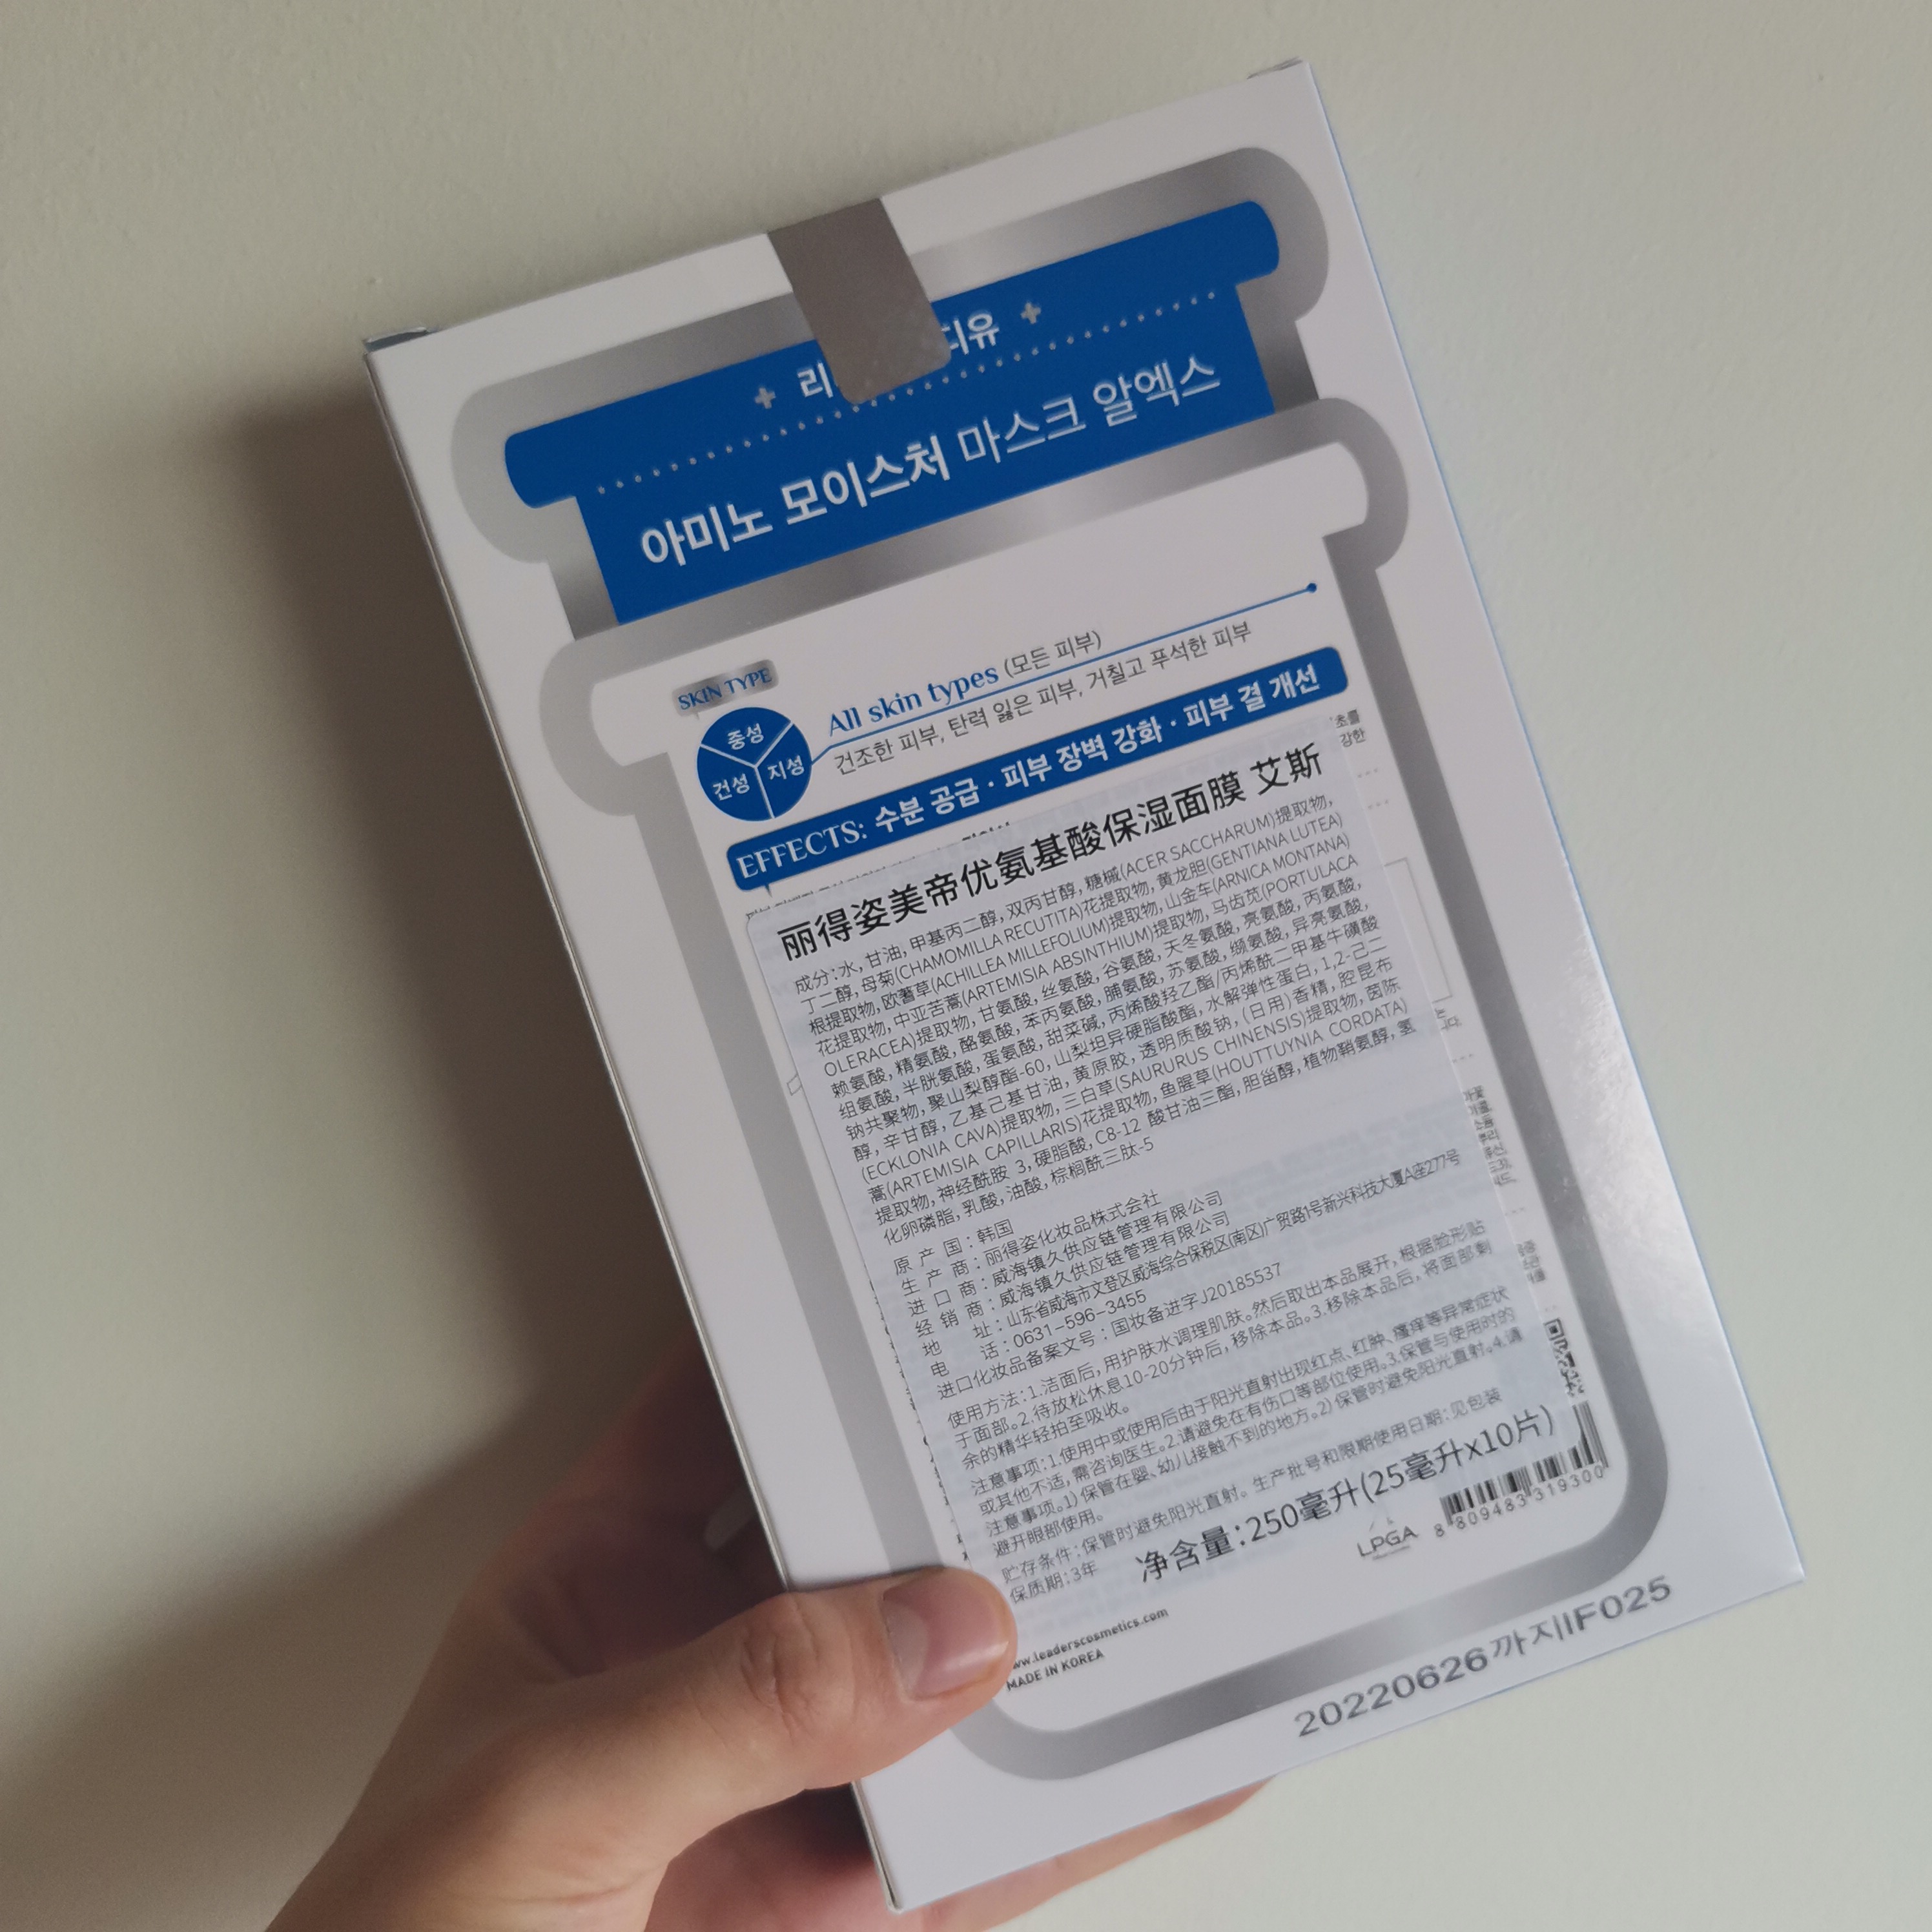 디유
아미노 모이스처 마스크 알엑스
SKIN TYPE
중성
건성
지성
All skin types (모든 피부)
건조한 피부, 탄력 잃은 피부, 거칠고 푸석한 피부
EFFECTS: 수분 공급 · 피부 장벽 강화 · 피부 결 개선
丽得姿美帝优氨基酸保湿面膜 艾斯
成分:水, 甘油, 甲基丙二醇, 双丙甘醇, 糖槭(ACER SACCHARUM)提取物,
丁二醇, 母菊(CHAMOMILLA RECUTITA)花提取物, 黄龙胆(GENTIANA LUTEA)
根提取物, 欧蓍草(ACHILLEA MILLEFOLIUM)提取物, 山金车(ARNICA MONTANA)
花提取物, 中亚苦蒿(ARTEMISIA ABSINTHIUM)提取物, 马齿苋(PORTULACA
OLERACEA)提取物, 甘氨酸, 丝氨酸, 谷氨酸, 天冬氨酸, 亮氨酸, 丙氨酸,
赖氨酸, 精氨酸, 酪氨酸, 苯丙氨酸, 脯氨酸, 苏氨酸, 缬氨酸, 异亮氨酸,
组氨酸, 半胱氨酸, 蛋氨酸, 甜菜碱, 丙烯酸羟乙酯/丙烯酰二甲基牛磺酸
钠共聚物, 聚山梨醇酯-60, 山梨坦异硬脂酸酯, 水解弹性蛋白, 1,2-己二
醇, 辛甘醇, 乙基己基甘油, 黄原胶, 透明质酸钠, (日用)香精, 腔昆布
(ECKLONIA CAVA)提取物, 三白草(SAURURUS CHINENSIS)提取物, 茵陈
蒿(ARTEMISIA CAPILLARIS)花提取物, 鱼腥草(HOUTTUYNIA CORDATA)
提取物, 神经酰胺 3, 硬脂酸, C8-12 酸甘油三酯, 胆甾醇, 植物鞘氨醇, 氢
化卵磷脂, 乳酸, 油酸, 棕榈酰三肽-5
原产国:韩国
生产商:丽得姿化妆品株式会社
进口商:威海镇久供应链管理有限公司
经销商:威海镇久供应链管理有限公司
地址:山东省威海市文登区威海综合保税区(南区)广贸路1号新兴科技大厦A座277号
电话:0631-596-3455
进口化妆品备案文号:国妆备进字J20185537
使用方法:1.洁面后, 用护肤水调理肌肤。然后取出本品展开, 根据脸形贴
于面部。2.待放松休息10-20分钟后, 移除本品。3.移除本品后, 将面部剩
余的精华轻拍至吸收。
注意事项:1.使用中或使用后由于阳光直射出现红点、红肿、瘙痒等异常症状
或其他不适, 需咨询医生。2.请避免在有伤口等部位使用。3.保管与使用时的
注意事项。1) 保管在婴、幼儿接触不到的地方。2) 保管时避免阳光直射。4.请
避开眼部使用。
贮存条件:保管时避免阳光直射。生产批号和限期使用日期:见包装
保质期:3年
净含量:250毫升(25毫升x10片)
LPGA
8 809483 319300
www.leaderscosmetics.com
MADE IN KOREA
20220626까지IF025